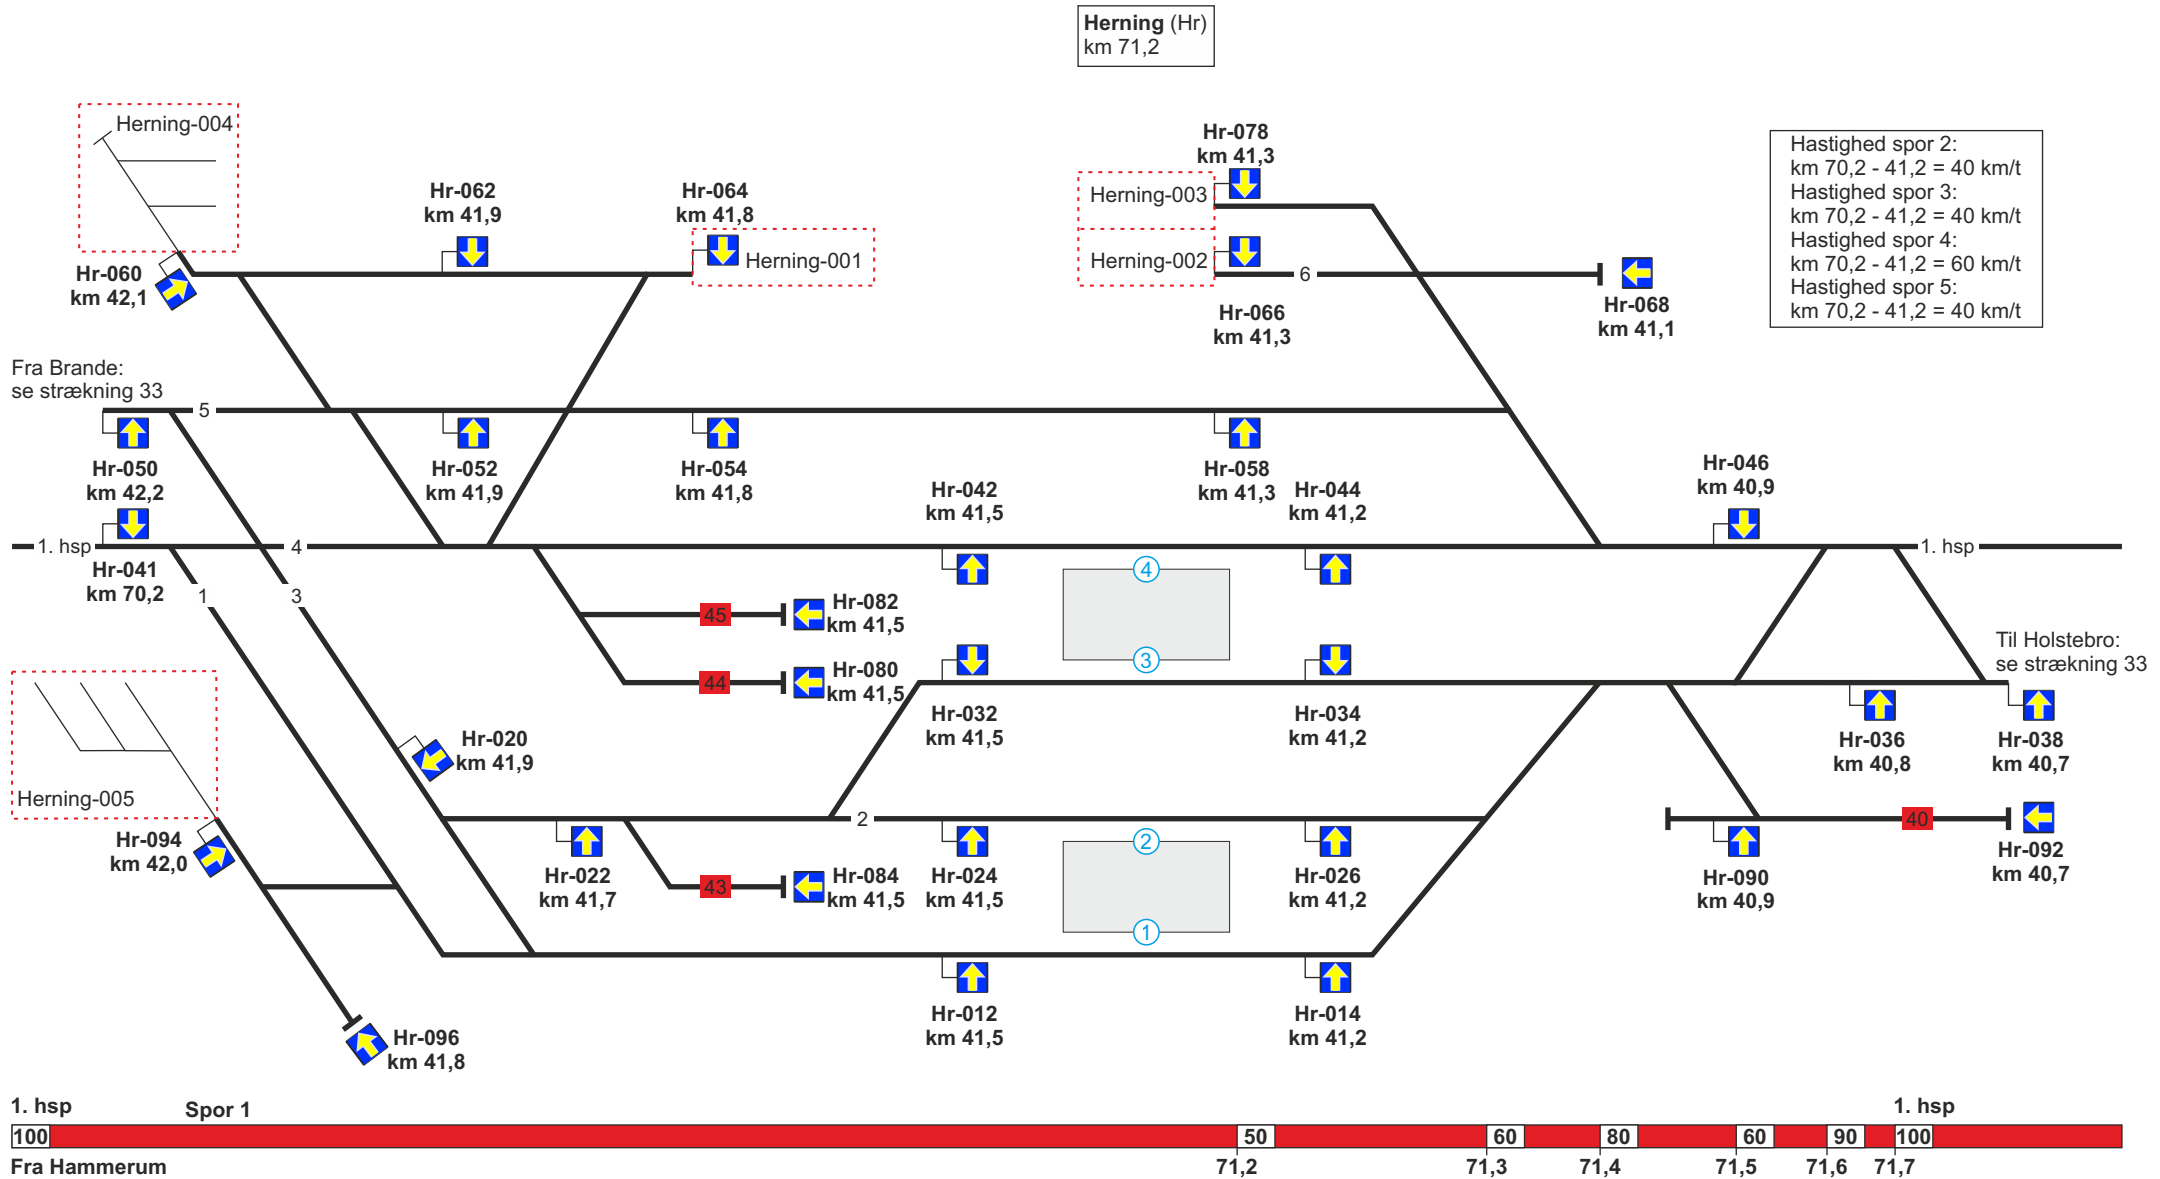 Herning (Hr)
km 71,2
Herning-004
Hr-078
km 41,3
Hastighed spor 2:
km 70,2 - 41,2 = 40 km/t
Hastighed spor 3:
km 70,2 - 41,2 = 40 km/t
Hastighed spor 4:
km 70,2 - 41,2 = 60 km/t
Hastighed spor 5:
km 70,2 - 41,2 = 40 km/t
Hr-062
km 41,9
Hr-064
km 41,8
Herning-003
Herning-001
Herning-002
6
Hr-060
km 42,1
Hr-066
km 41,3
Hr-068
km 41,1
Fra Brande:
se strækning 33
5
Hr-050
km 42,2
Hr-052
km 41,9
Hr-054
km 41,8
Hr-058
km 41,3
Hr-042
km 41,5
Hr-044
km 41,2
Hr-046
km 40,9
1. hsp
4
1. hsp
Hr-041
km 70,2
1
3
4
45
Hr-082
km 41,5
3
44
Hr-080
km 41,5
Til Holstebro:
se strækning 33
Hr-020
km 41,9
Hr-032
km 41,5
Hr-034
km 41,2
Hr-036
km 40,8
Hr-038
km 40,7
Herning-005
2
40
Hr-094
km 42,0
2
Hr-022
km 41,7
43
Hr-084
km 41,5
Hr-024
km 41,5
Hr-026
km 41,2
Hr-090
km 40,9
Hr-092
km 40,7
1
Hr-012
km 41,5
Hr-014
km 41,2
Hr-096
km 41,8
1. hsp
Spor 1
1. hsp
100
50
60
80
60
90
100
Fra Hammerum
71,2
71,3
71,4
71,5
71,6
71,7